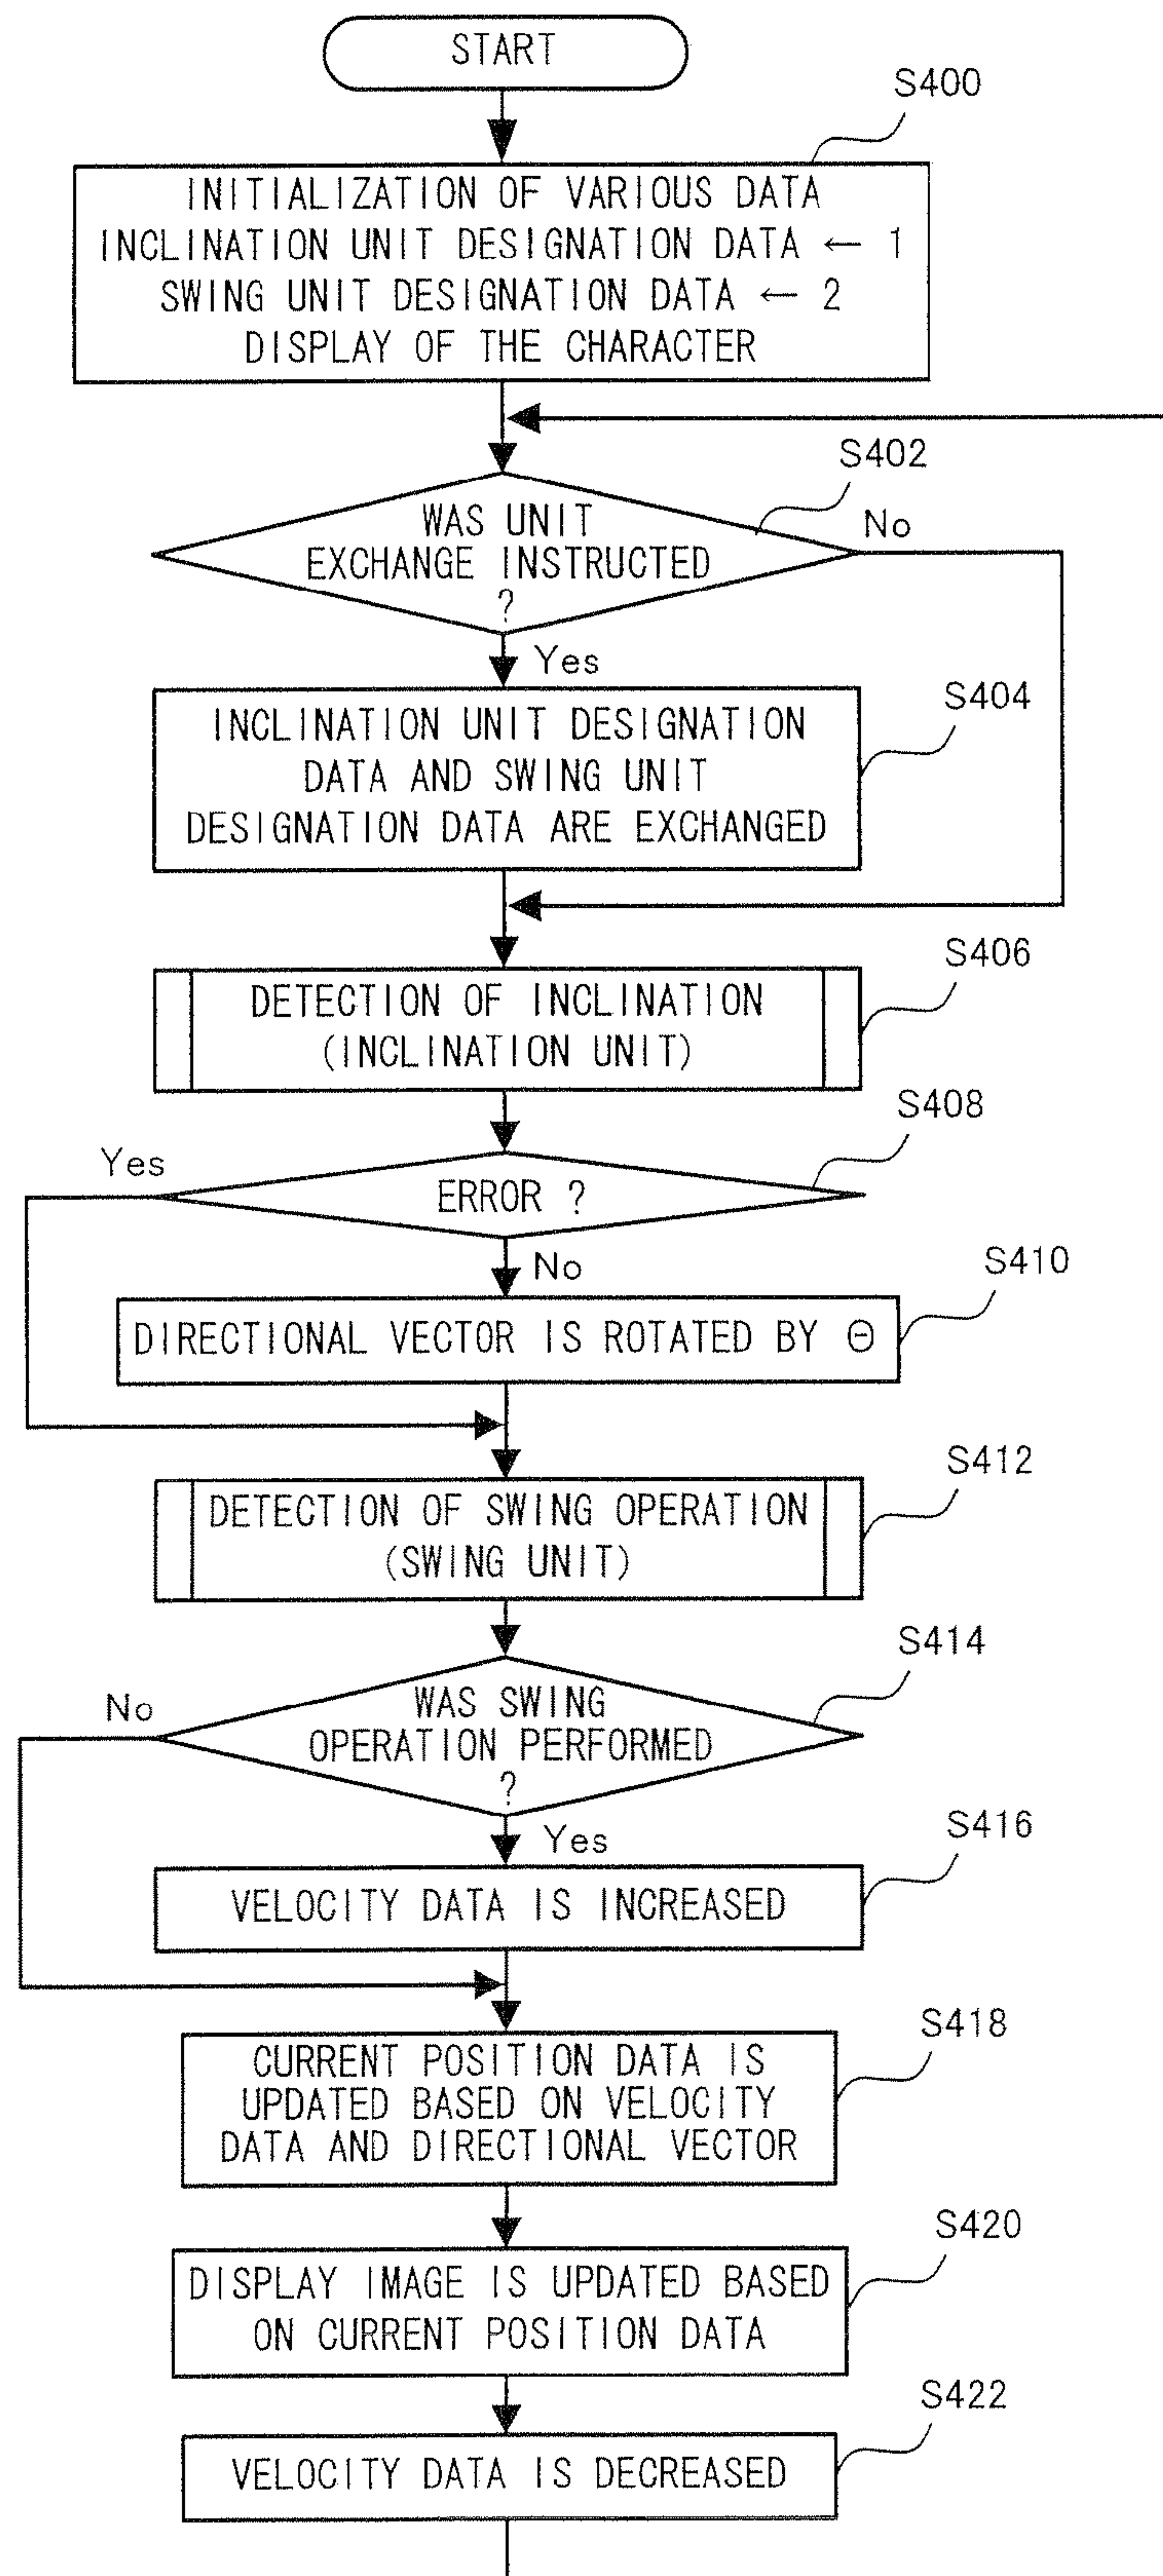 START
S400
INITIALIZATION OF VARIOUS DATA
INCLINATION UNIT DESIGNATION DATA ← 1
SWING UNIT DESIGNATION DATA ← 2
DISPLAY OF THE CHARACTER
S402
WAS UNIT
EXCHANGE INSTRUCTED
?
No
Yes
S404
INCLINATION UNIT DESIGNATION
DATA AND SWING UNIT
DESIGNATION DATA ARE EXCHANGED
S406
DETECTION OF INCLINATION
(INCLINATION UNIT)
S408
Yes
ERROR ?
No
S410
DIRECTIONAL VECTOR IS ROTATED BY Θ
S412
DETECTION OF SWING OPERATION
(SWING UNIT)
S414
No
WAS SWING
OPERATION PERFORMED
?
Yes
S416
VELOCITY DATA IS INCREASED
S418
CURRENT POSITION DATA IS
UPDATED BASED ON VELOCITY
DATA AND DIRECTIONAL VECTOR
S420
DISPLAY IMAGE IS UPDATED BASED
ON CURRENT POSITION DATA
S422
VELOCITY DATA IS DECREASED